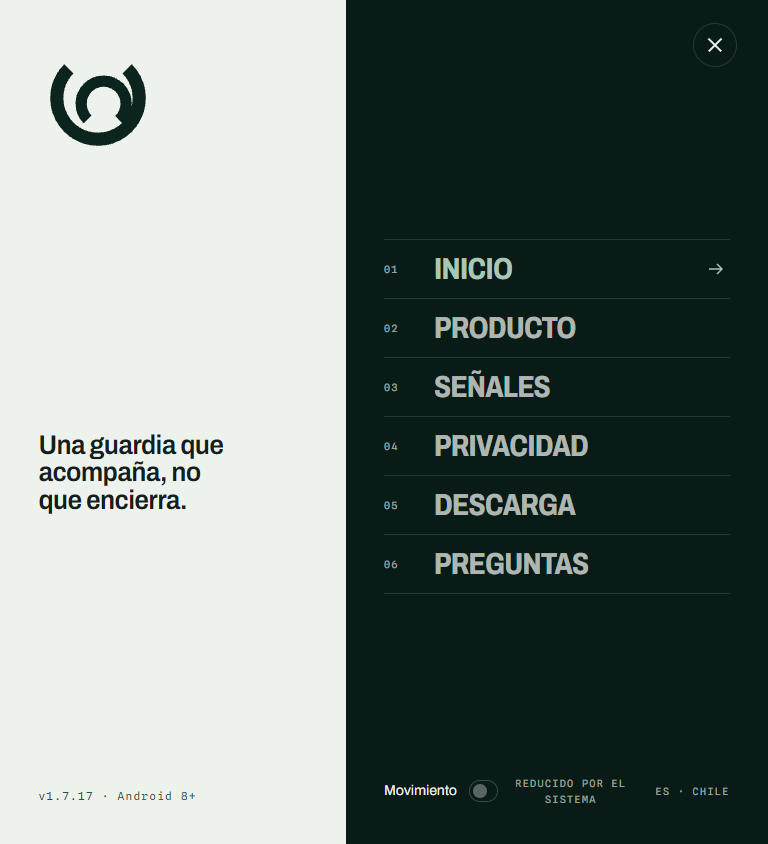 Una guardia que
acompaña, no
que encierra.
v1.7.17 · Android 8+
01 INICIO →
02 PRODUCTO
03 SEÑALES
04 PRIVACIDAD
05 DESCARGA
06 PREGUNTAS
Movimiento
REDUCIDO POR EL
SISTEMA
ES · CHILE